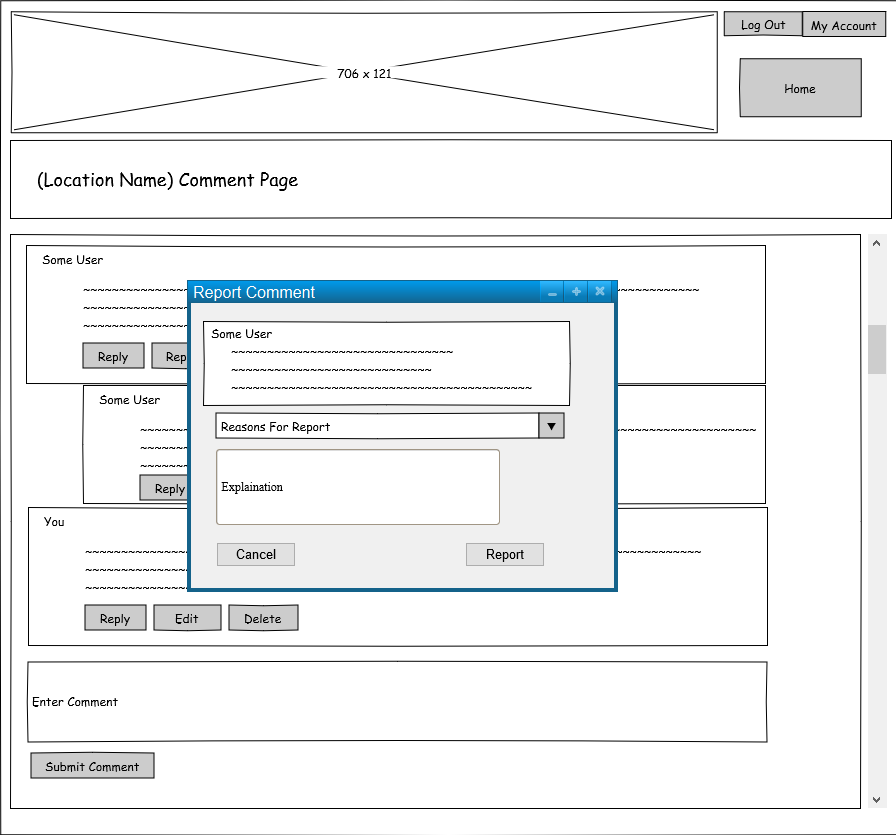 706 x 121
Log Out
My Account
Home
(Location Name) Comment Page
Some User
Reply
Rep
Report Comment
Some User
Reasons For Report
Explaination
Cancel
Report
Some User
Reply
You
Reply
Edit
Delete
Enter Comment
Submit Comment